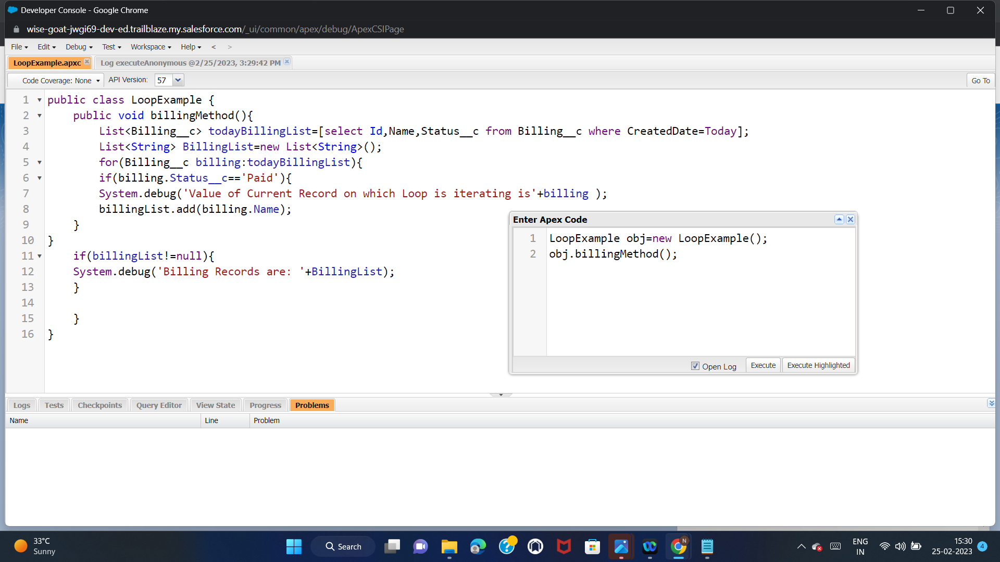 Developer Console - Google Chrome
wise-goat-jwgi69-dev-ed.trailblaze.my.salesforce.com/_ui/common/apex/debug/ApexCSIPage
File Edit Debug Test Workspace Help < >
LoopExample.apxc Log executeAnonymous @2/25/2023, 3:29:42 PM
Code Coverage: None API Version: 57 Go To
1 public class LoopExample {
2 public void billingMethod(){
3 List<Billing__c> todayBillingList=[select Id,Name,Status__c from Billing__c where CreatedDate=Today];
4 List<String> BillingList=new List<String>();
5 for(Billing__c billing:todayBillingList){
6 if(billing.Status__c=='Paid'){
7 System.debug('Value of Current Record on which Loop is iterating is'+billing );
8 billingList.add(billing.Name);
9 }
10 }
11 if(billingList!=null){
12 System.debug('Billing Records are: '+BillingList);
13 }
14
15 }
16 }
Enter Apex Code
1 LoopExample obj=new LoopExample();
2 obj.billingMethod();
Open Log Execute Execute Highlighted
Logs Tests Checkpoints Query Editor View State Progress Problems
Name Line Problem
33°C
Sunny
Search
N
ENG
IN
15:30
25-02-2023
4